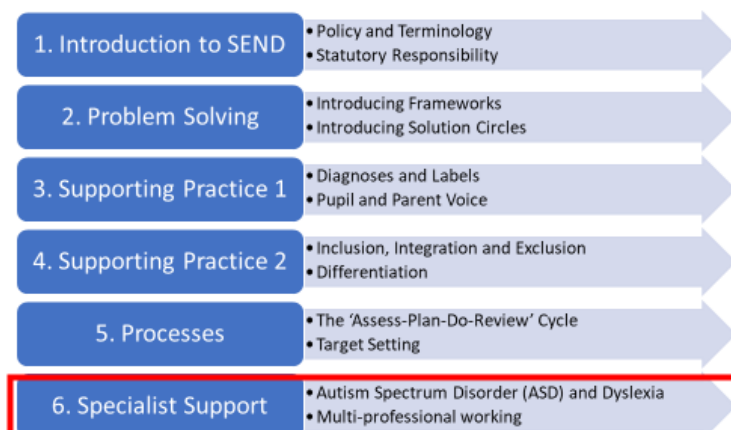 1. Introduction to SEND
• Policy and Terminology
• Statutory Responsibility
2. Problem Solving
• Introducing Frameworks
• Introducing Solution Circles
3. Supporting Practice 1
• Diagnoses and Labels
• Pupil and Parent Voice
4. Supporting Practice 2
• Inclusion, Integration and Exclusion
• Differentiation
5. Processes
• The ‘Assess-Plan-Do-Review’ Cycle
• Target Setting
6. Specialist Support
• Autism Spectrum Disorder (ASD) and Dyslexia
• Multi-professional working